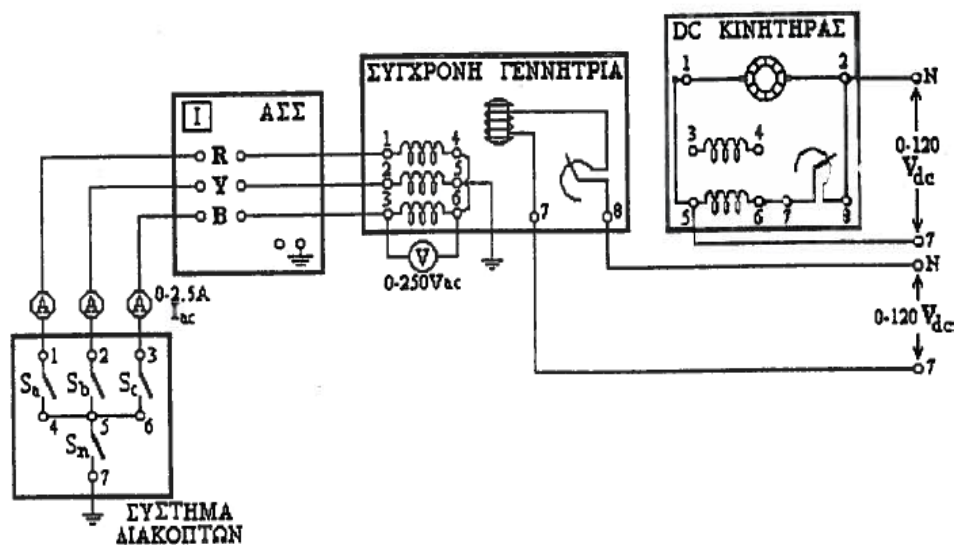 DC ΚΙΝΗΤΗΡΑΣ
1 2
3 4
5 6 7 8
N
0-120
Vdc
7
ΣΥΓΧΡΟΝΗ ΓΕΝΝΗΤΡΙΑ
1 4
2 5
3 6
7 8
V
0-250Vac
N
0-120 Vdc
7
I ΑΣΣ
R
Y
B
A A A
0-2.5A
Iac
1 2 3
Sa Sb Sc
4 5 6
Sn
7
ΣΥΣΤΗΜΑ
ΔΙΑΚΟΠΤΩΝ